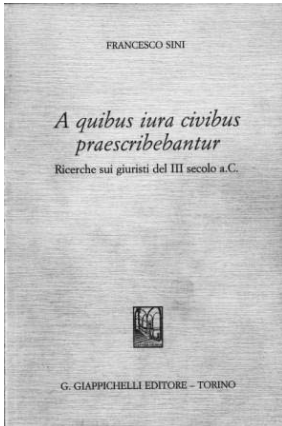 FRANCESCO SINI
A quibus iura civibus
praescribebantur
Ricerche sui giuristi del III secolo a.C.
G. GIAPPICHELLI EDITORE – TORINO